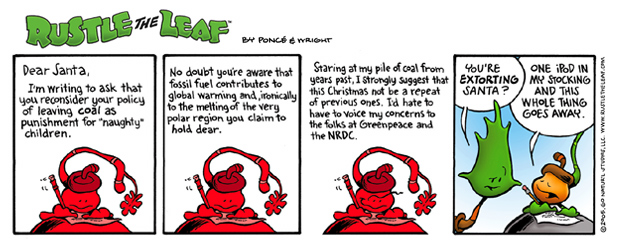 RUSTLE THE LEAF™
BY PONCE & WRIGHT
Dear Santa,
I'm writing to ask that
you reconsider your policy
of leaving coal as
punishment for "naughty"
children.
No doubt you're aware that
fossil fuel contributes to
global warming and, ironically
to the melting of the very
polar region you claim to
hold dear.
Staring at my pile of coal from
years past, I strongly suggest that
this Christmas not be a repeat
of previous ones. I'd hate to
have to voice my concerns to
the folks at Greenpeace and
the NRDC.
YOU'RE
EXTORTING
SANTA?
ONE iPOD IN
MY STOCKING
AND THIS
WHOLE THING
GOES AWAY.
©2005, GO NATURAL STUDIOS, LLC. WWW.RUSTLETHELEAF.COM